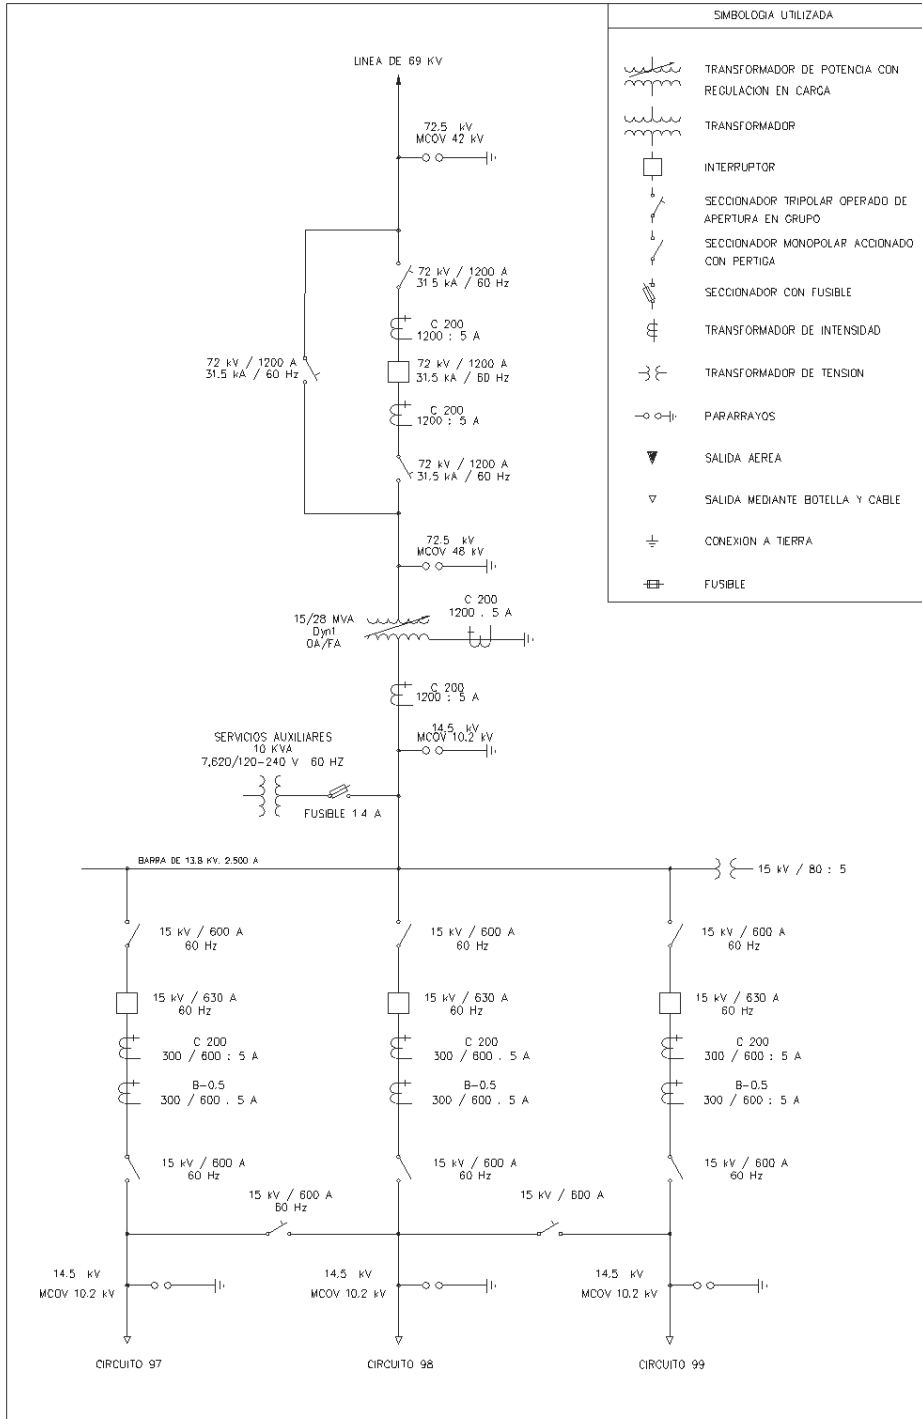 SIMBOLOGIA UTILIZADA
TRANSFORMADOR DE POTENCIA CON
REGULACION EN CARGA
TRANSFORMADOR
INTERRUPTOR
SECCIONADOR TRIPOLAR OPERADO DE
APERTURA EN GRUPO
SECCIONADOR MONOPOLAR ACCIONADO
CON PERTIGA
SECCIONADOR CON FUSIBLE
TRANSFORMADOR DE INTENSIDAD
TRANSFORMADOR DE TENSION
PARARRAYOS
SALIDA AEREA
SALIDA MEDIANTE BOTELLA Y CABLE
CONEXION A TIERRA
FUSIBLE
LINEA DE 69 KV
72.5 kV
MCOV 42 kV
72 kV / 1200 A
31.5 kA / 60 Hz
C 200
1200 : 5 A
72 kV / 1200 A
31.5 kA / 60 Hz
72 kV / 1200 A
31.5 kA / 60 Hz
C 200
1200 : 5 A
72 kV / 1200 A
31.5 kA / 60 Hz
72.5 kV
MCOV 48 kV
C 200
1200 . 5 A
15/28 MVA
Dyn1
OA/FA
C 200
1200 : 5 A
14.5 kV
MCOV 10.2 kV
SERVICIOS AUXILIARES
10 KVA
7,620/120-240 V 60 HZ
FUSIBLE 1.4 A
BARRA DE 13.8 KV. 2.500 A
15 kV / 80 : 5
15 kV / 600 A
60 Hz
15 kV / 600 A
60 Hz
15 kV / 600 A
60 Hz
15 kV / 630 A
60 Hz
15 kV / 630 A
60 Hz
15 kV / 630 A
60 Hz
C 200
300 / 600 : 5 A
C 200
300 / 600 . 5 A
C 200
300 / 600 : 5 A
B-0.5
300 / 600 . 5 A
B-0.5
300 / 600 . 5 A
B-0.5
300 / 600 : 5 A
15 kV / 600 A
60 Hz
15 kV / 600 A
60 Hz
15 kV / 600 A
60 Hz
15 kV / 600 A
60 Hz
15 kV / 600 A
14.5 kV
MCOV 10.2 kV
14.5 kV
MCOV 10.2 kV
14.5 kV
MCOV 10.2 kV
CIRCUITO 97
CIRCUITO 98
CIRCUITO 99